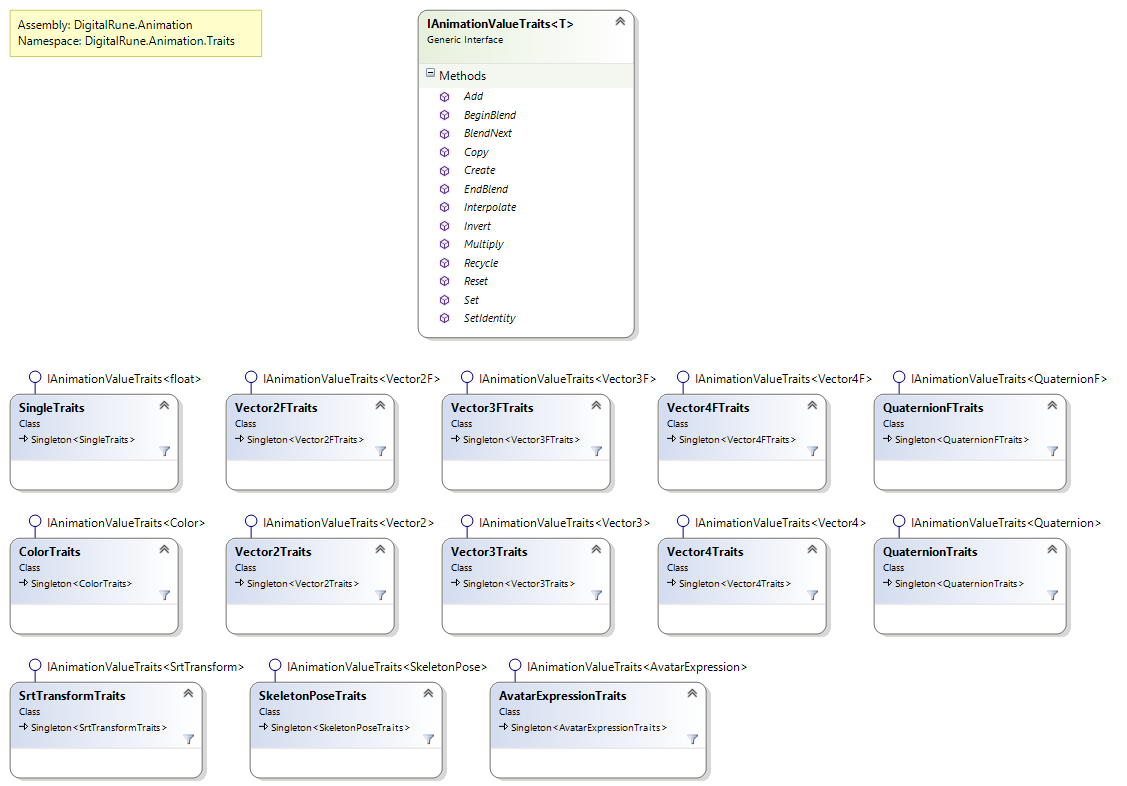 Assembly: DigitalRune.Animation
Namespace: DigitalRune.Animation.Traits
IAnimationValueTraits<T>
Generic Interface
Methods
Add
BeginBlend
BlendNext
Copy
Create
EndBlend
Interpolate
Invert
Multiply
Recycle
Reset
Set
SetIdentity
IAnimationValueTraits<float>
SingleTraits
Class
Singleton<SingleTraits>
IAnimationValueTraits<Vector2F>
Vector2FTraits
Class
Singleton<Vector2FTraits>
IAnimationValueTraits<Vector3F>
Vector3FTraits
Class
Singleton<Vector3FTraits>
IAnimationValueTraits<Vector4F>
Vector4FTraits
Class
Singleton<Vector4FTraits>
IAnimationValueTraits<QuaternionF>
QuaternionFTraits
Class
Singleton<QuaternionFTraits>
IAnimationValueTraits<Color>
ColorTraits
Class
Singleton<ColorTraits>
IAnimationValueTraits<Vector2>
Vector2Traits
Class
Singleton<Vector2Traits>
IAnimationValueTraits<Vector3>
Vector3Traits
Class
Singleton<Vector3Traits>
IAnimationValueTraits<Vector4>
Vector4Traits
Class
Singleton<Vector4Traits>
IAnimationValueTraits<Quaternion>
QuaternionTraits
Class
Singleton<QuaternionTraits>
IAnimationValueTraits<SrtTransform>
SrtTransformTraits
Class
Singleton<SrtTransformTraits>
IAnimationValueTraits<SkeletonPose>
SkeletonPoseTraits
Class
Singleton<SkeletonPoseTraits>
IAnimationValueTraits<AvatarExpression>
AvatarExpressionTraits
Class
Singleton<AvatarExpressionTraits>